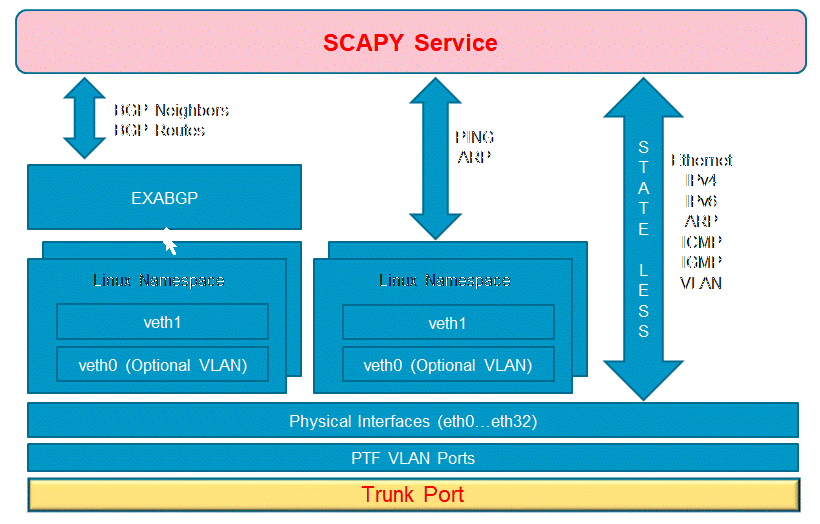 SCAPY Service
BGP Neighbors
BGP Routes
PING
ARP
STATE LESS
Ethernet
IPv4
IPv6
ARP
ICMP
IGMP
VLAN
EXABGP
Linux Namespace
veth1
veth0 (Optional VLAN)
Linux Namespace
veth1
veth0 (Optional VLAN)
Physical Interfaces (eth0...eth32)
PTF VLAN Ports
Trunk Port